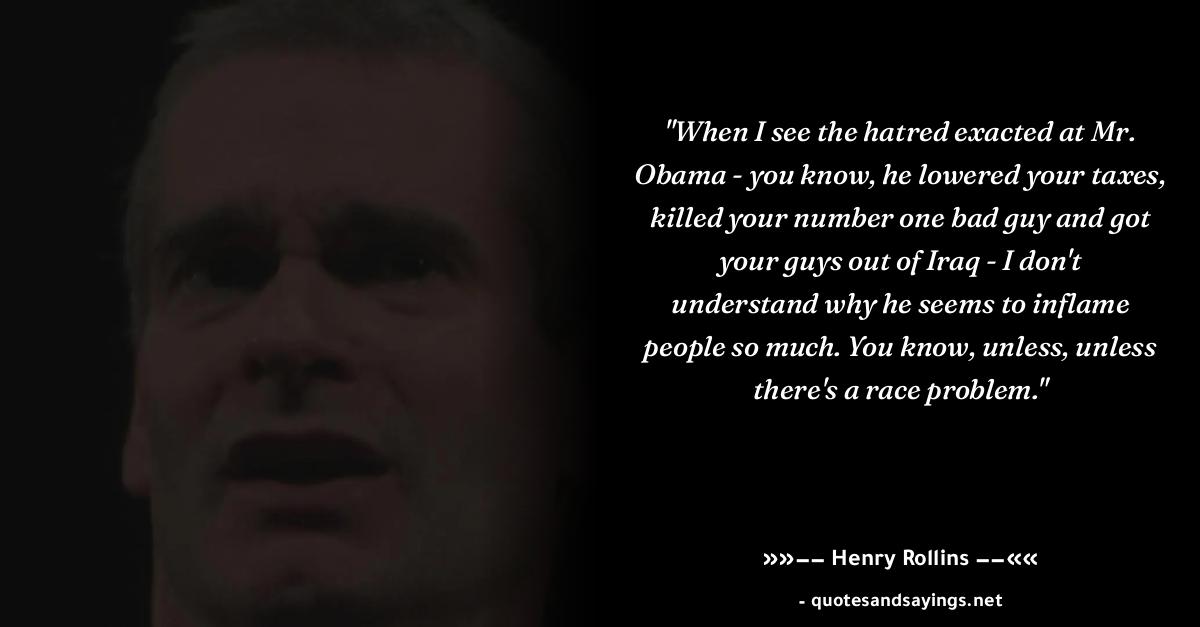 "When I see the hatred exacted at Mr.
Obama - you know, he lowered your taxes,
killed your number one bad guy and got
your guys out of Iraq - I don't
understand why he seems to inflame
people so much. You know, unless, unless
there's a race problem."
»»−− Henry Rollins −−««
- quotesandsayings.net